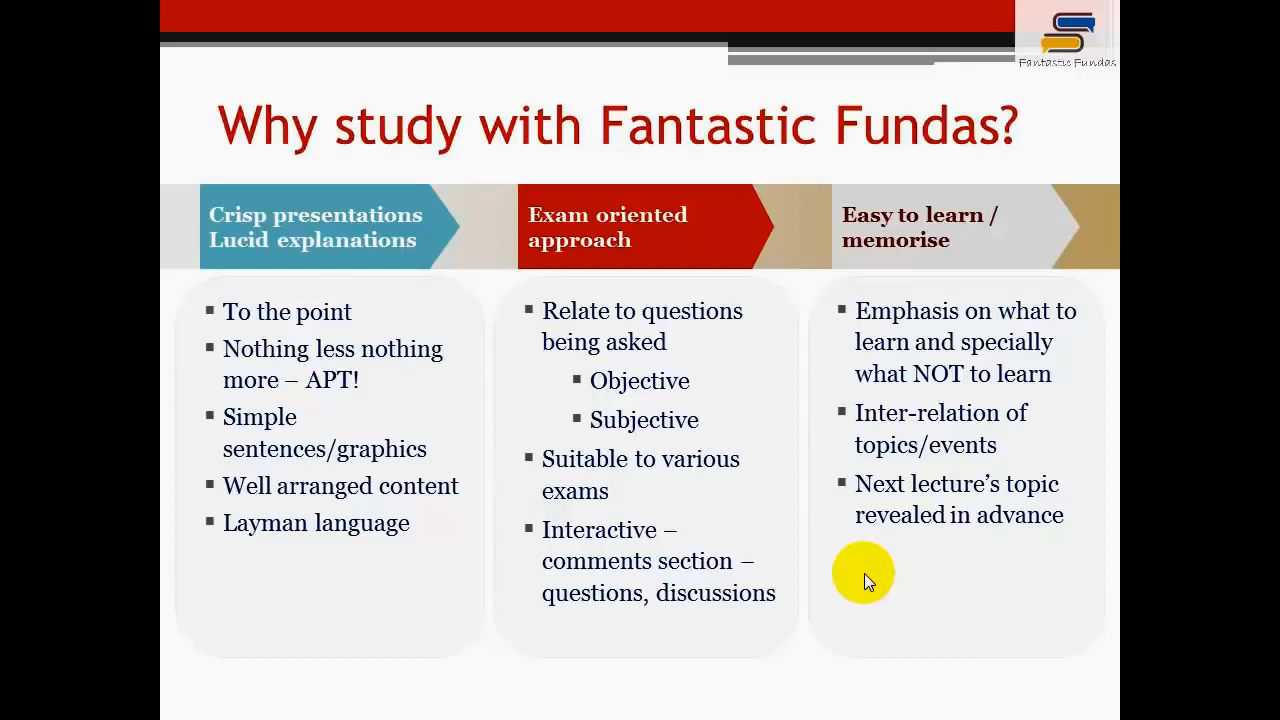 Fantastic Fundas
Why study with Fantastic Fundas?
Crisp presentations
Lucid explanations
To the point
Nothing less nothing
more – APT!
Simple
sentences/graphics
Well arranged content
Layman language
Exam oriented
approach
Relate to questions
being asked
Objective
Subjective
Suitable to various
exams
Interactive –
comments section –
questions, discussions
Easy to learn /
memorise
Emphasis on what to
learn and specially
what NOT to learn
Inter-relation of
topics/events
Next lecture’s topic
revealed in advance